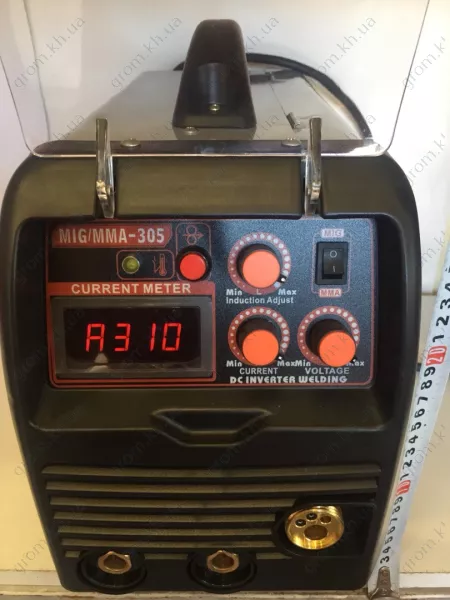 grom.kh.ua
MIG/MMA-305
MIG
CURRENT METER
Min L Max
Induction Adjust
MMA
A310
Min Max
CURRENT
Min Max
VOLTAGE
DC INVERTER WELDING